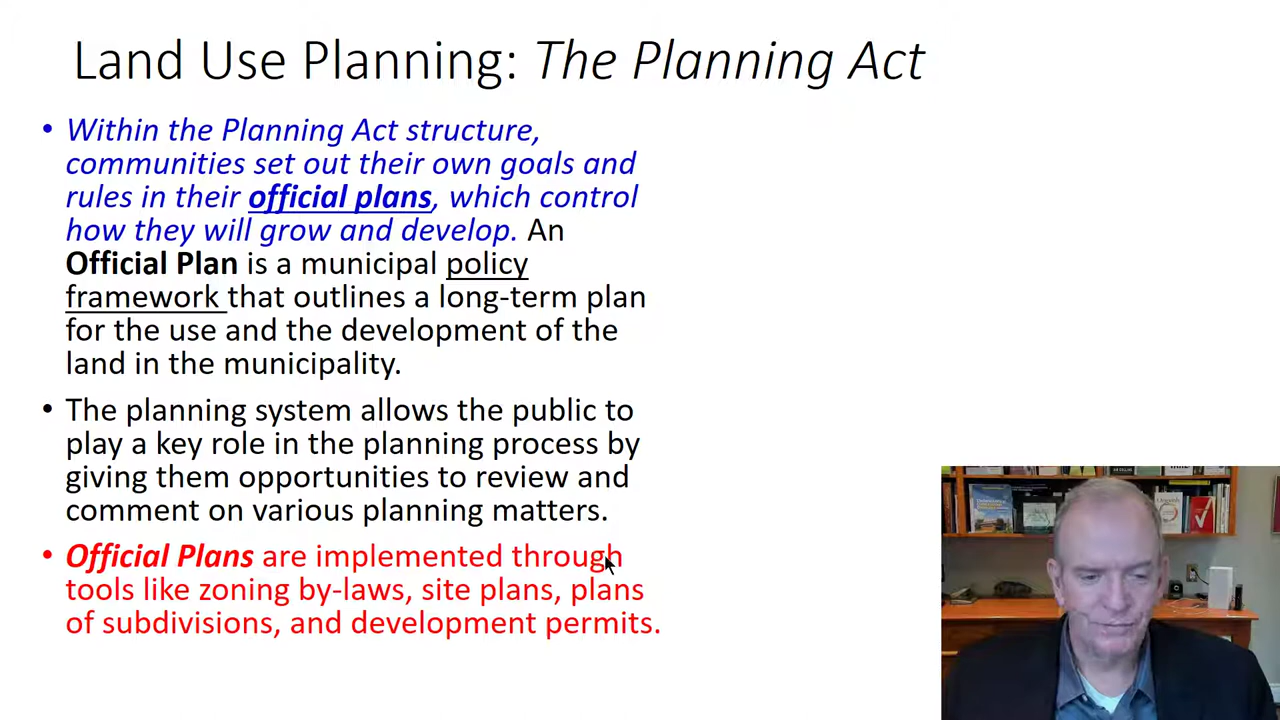 Land Use Planning: The Planning Act
• Within the Planning Act structure,
communities set out their own goals and
rules in their official plans, which control
how they will grow and develop. An
Official Plan is a municipal policy
framework that outlines a long-term plan
for the use and the development of the
land in the municipality.
• The planning system allows the public to
play a key role in the planning process by
giving them opportunities to review and
comment on various planning matters.
• Official Plans are implemented through
tools like zoning by-laws, site plans, plans
of subdivisions, and development permits.